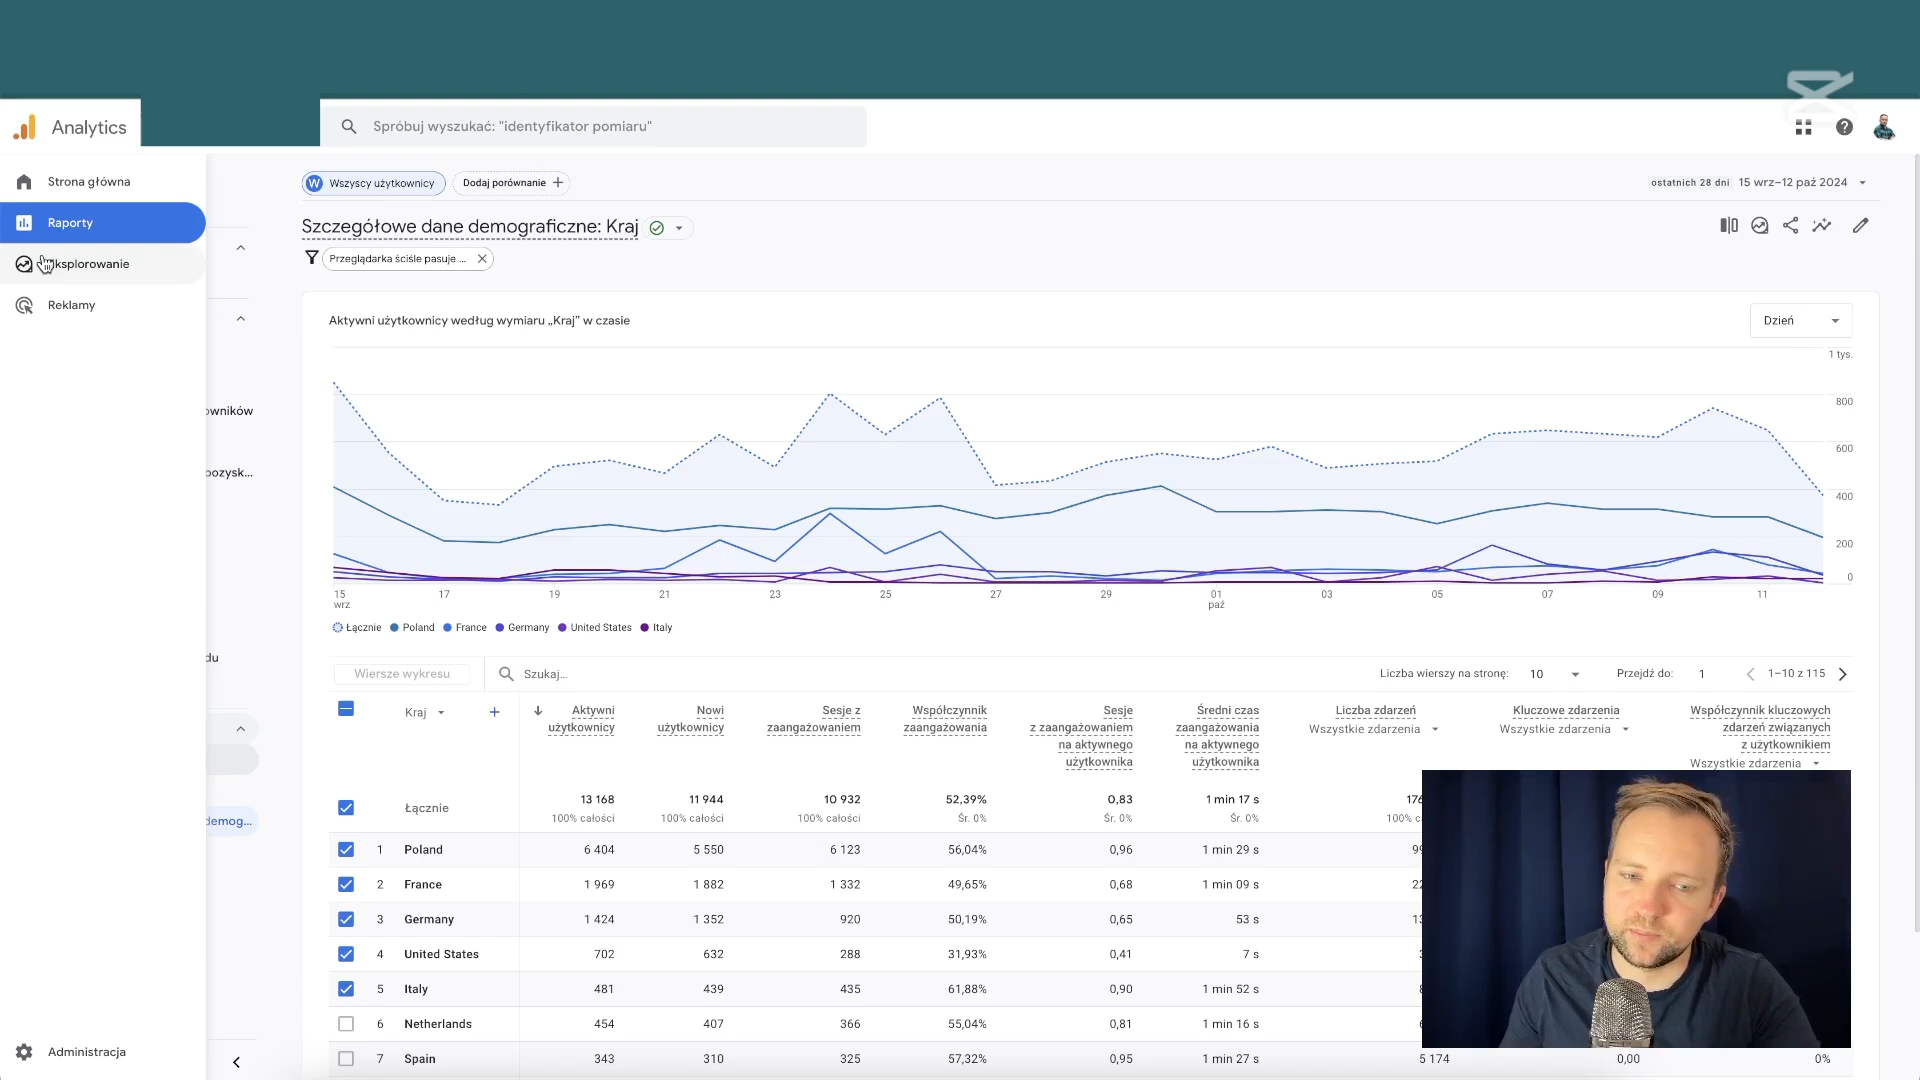 Analytics
Spróbuj wyszukać: "identyfikator pomiaru"
Strona główna
Raporty
ksplorowanie
Reklamy
owników
pozysk...
du
demog...
Administracja
W Wszyscy użytkownicy
Dodaj porównanie
ostatnich 28 dni 15 wrz–12 paź 2024
Szczegółowe dane demograficzne: Kraj
Przeglądarka ściśle pasuje ...
Aktywni użytkownicy według wymiaru „Kraj” w czasie
Dzień
1 tys.
800
600
400
200
0
15 17 19 21 23 25 27 29 01 03 05 07 09 11
wrz paź
Łącznie Poland France Germany United States Italy
Wiersze wykresu
Szukaj...
Liczba wierszy na stronę: 10
Przejdź do: 1
1–10 z 115
Kraj
Aktywni użytkownicy
Nowi użytkownicy
Sesje z zaangażowaniem
Współczynnik zaangażowania
Sesje z zaangażowaniem na aktywnego użytkownika
Średni czas zaangażowania na aktywnego użytkownika
Liczba zdarzeń
Wszystkie zdarzenia
Kluczowe zdarzenia
Wszystkie zdarzenia
Współczynnik kluczowych zdarzeń związanych z użytkownikiem
Wszystkie zdarzenia
Łącznie 13 168 11 944 10 932 52,39% 0,83 1 min 17 s 176
100% całości 100% całości 100% całości Śr. 0% Śr. 0% Śr. 0% 100% c
1 Poland 6 404 5 550 6 123 56,04% 0,96 1 min 29 s 99
2 France 1 969 1 882 1 332 49,65% 0,68 1 min 09 s 22
3 Germany 1 424 1 352 920 50,19% 0,65 53 s 13
4 United States 702 632 288 31,93% 0,41 7 s
5 Italy 481 439 435 61,88% 0,90 1 min 52 s
6 Netherlands 454 407 366 55,04% 0,81 1 min 16 s
7 Spain 343 310 325 57,32% 0,95 1 min 27 s 5 174 0,00 0%